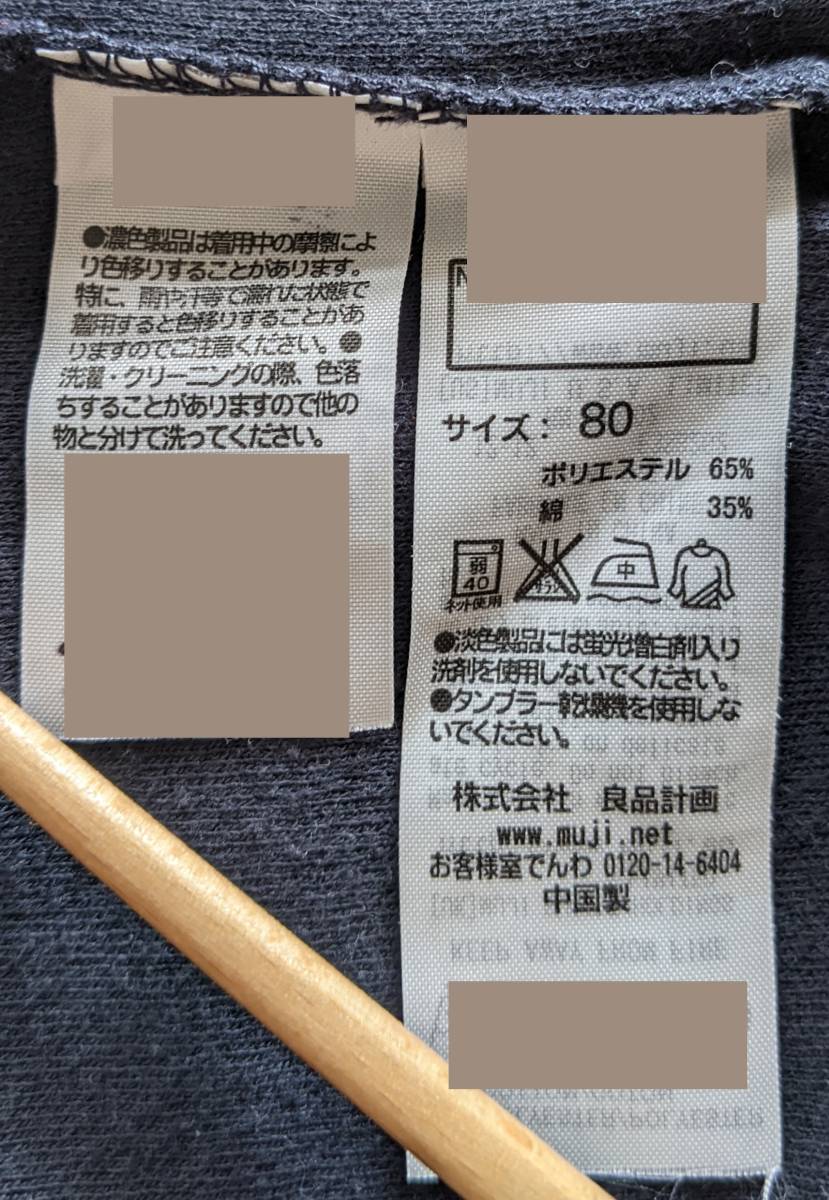 ●濃色製品は着用中の摩擦によ
り色移りすることがあります。
特に、雨や汗等で濡れた状態で
着用すると色移りすることがあ
りますのでご注意ください。●
洗濯・クリーニングの際、色落
ちすることがありますので他の
物と分けて洗ってください。
サイズ: 80
ポリエステル 65%
綿 35%
弱
40
ネット使用
中
●淡色製品には蛍光増白剤入り
洗剤を使用しないでください。
●タンブラー乾燥機を使用しな
いでください。
株式会社 良品計画
www.muji.net
お客様室でんわ 0120-14-6404
中国製
KEEP AWAY FROM FIRE